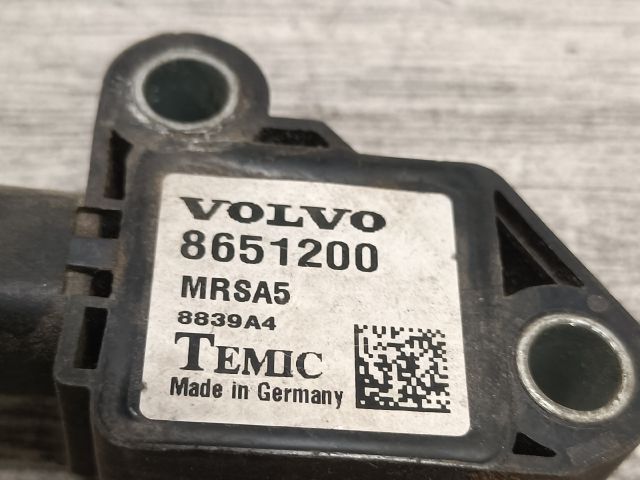 VOLVO
8651200
MRSA5
8839A4
TEMIC
Made in Germany